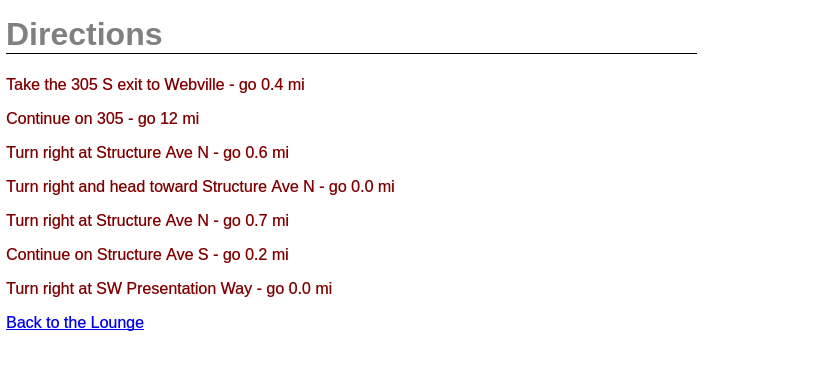 Directions
Take the 305 S exit to Webville - go 0.4 mi
Continue on 305 - go 12 mi
Turn right at Structure Ave N - go 0.6 mi
Turn right and head toward Structure Ave N - go 0.0 mi
Turn right at Structure Ave N - go 0.7 mi
Continue on Structure Ave S - go 0.2 mi
Turn right at SW Presentation Way - go 0.0 mi
Back to the Lounge